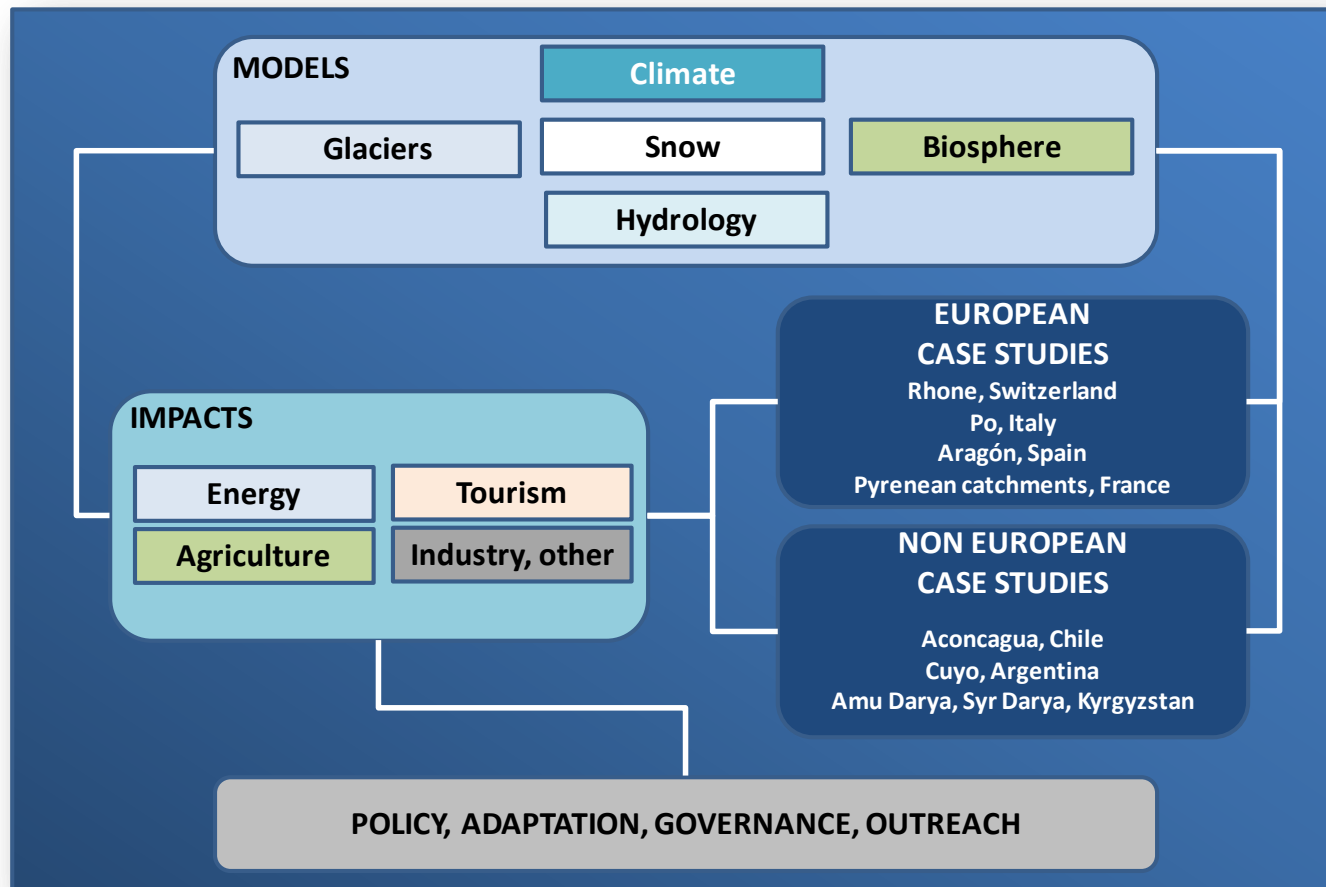 MODELS
Climate
Glaciers
Snow
Biosphere
Hydrology
EUROPEAN
CASE STUDIES
Rhone, Switzerland
Po, Italy
Aragón, Spain
Pyrenean catchments, France
IMPACTS
Energy
Tourism
Agriculture
Industry, other
NON EUROPEAN
CASE STUDIES
Aconcagua, Chile
Cuyo, Argentina
Amu Darya, Syr Darya, Kyrgyzstan
POLICY, ADAPTATION, GOVERNANCE, OUTREACH